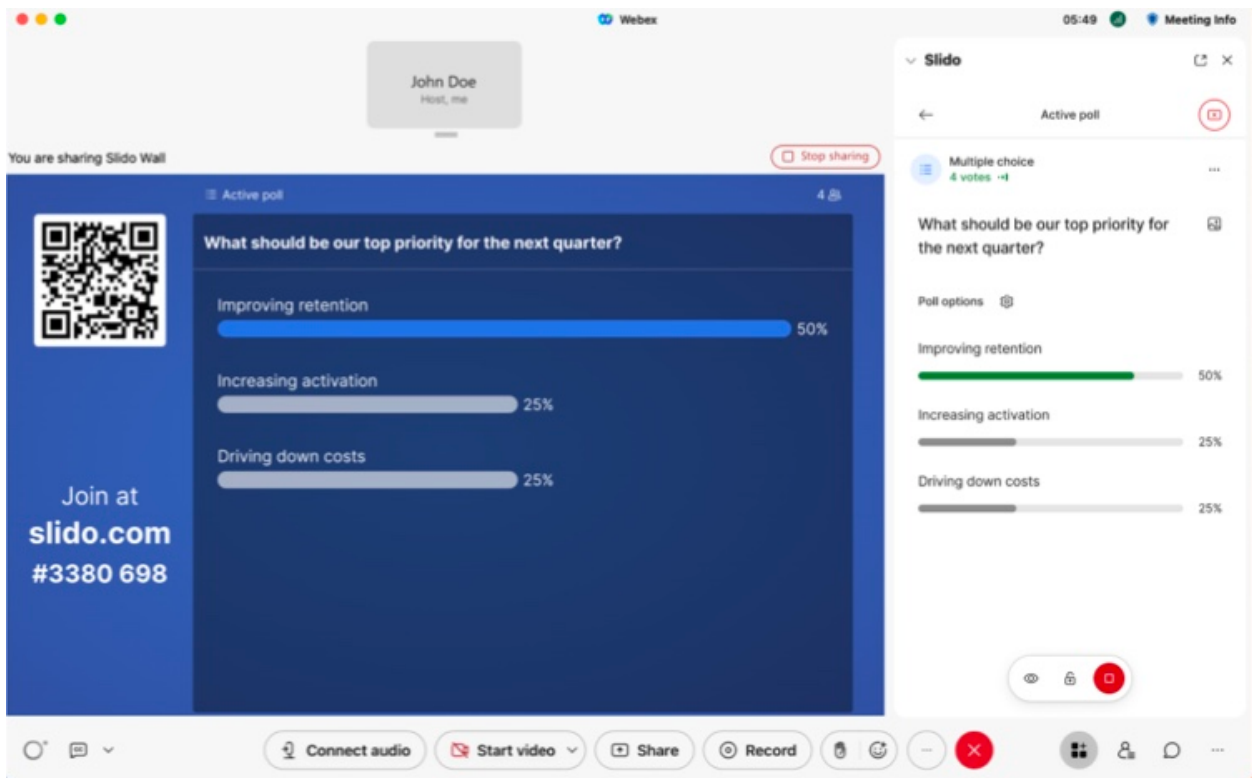 Webex
05:49
Meeting Info
John Doe
Host, me
You are sharing Slido Wall
Stop sharing
Active poll
4
What should be our top priority for the next quarter?
Improving retention
50%
Increasing activation
25%
Driving down costs
25%
Join at
slido.com
#3380 698
Slido
Active poll
Multiple choice
4 votes
What should be our top priority for
the next quarter?
Poll options
Improving retention
50%
Increasing activation
25%
Driving down costs
25%
Connect audio
Start video
Share
Record